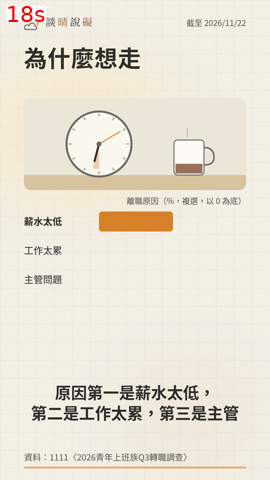 18s
談晴說礙
截至 2026/11/22
為什麼想走
離職原因（%，複選，以 0 為底）
薪水太低
工作太累
主管問題
原因第一是薪水太低，
第二是工作太累，第三是主管
資料：1111〈2026青年上班族Q3轉職調查〉